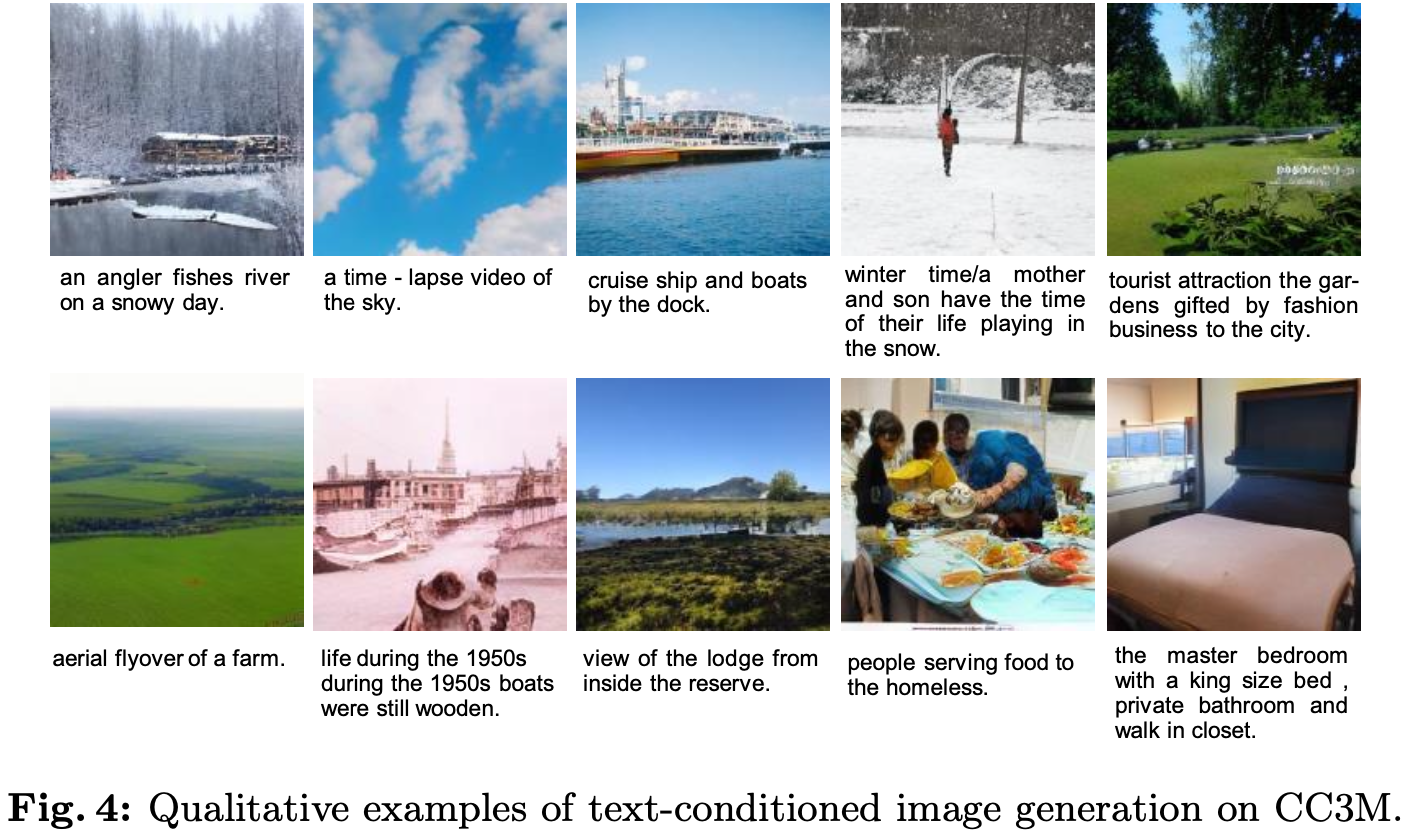 an angler fishes river
on a snowy day.
a time - lapse video of
the sky.
cruise ship and boats
by the dock.
winter time/a mother
and son have the time
of their life playing in
the snow.
tourist attraction the gar-
dens gifted by fashion
business to the city.
aerial flyover of a farm.
life during the 1950s
during the 1950s boats
were still wooden.
view of the lodge from
inside the reserve.
people serving food to
the homeless.
the master bedroom
with a king size bed ,
private bathroom and
walk in closet.
Fig. 4: Qualitative examples of text-conditioned image generation on CC3M.